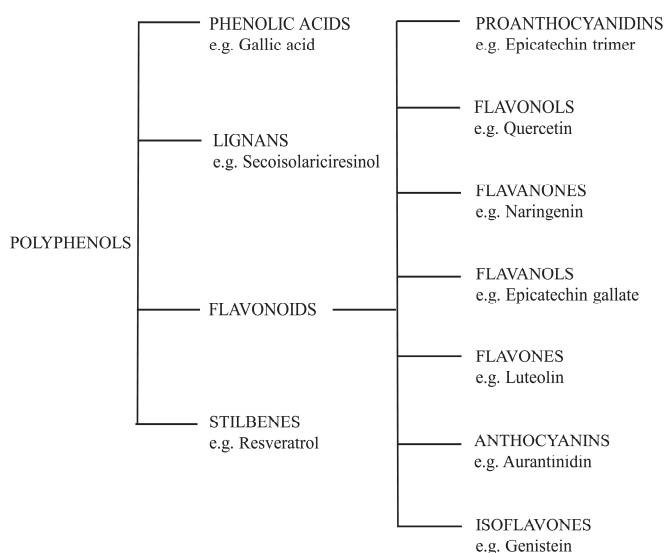 POLYPHENOLS
PHENOLIC ACIDS
e.g. Gallic acid
LIGNANS
e.g. Secoisolariciresinol
FLAVONOIDS
STILBENES
e.g. Resveratrol
PROANTHOCYANIDINS
e.g. Epicatechin trimer
FLAVONOLS
e.g. Quercetin
FLAVANONES
e.g. Naringenin
FLAVANOLS
e.g. Epicatechin gallate
FLAVONES
e.g. Luteolin
ANTHOCYANINS
e.g. Aurantinidin
ISOFLAVONES
e.g. Genistein